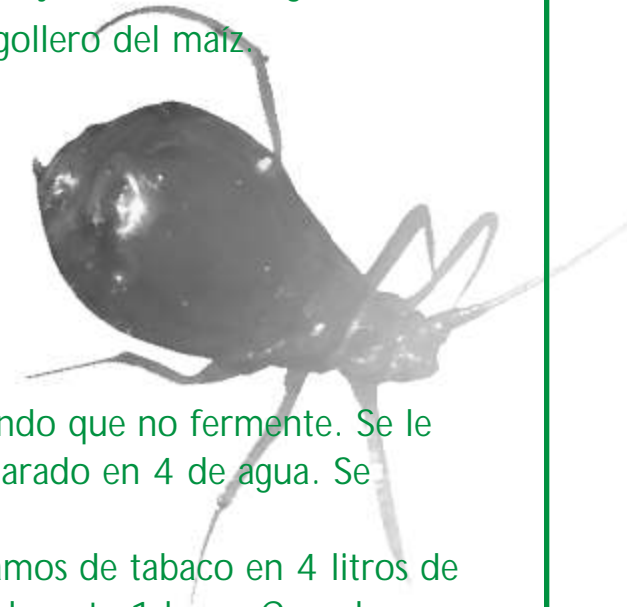 gollero del maíz.
ndo que no fermente. Se le
arado en 4 de agua. Se
mos de tabaco en 4 litros de